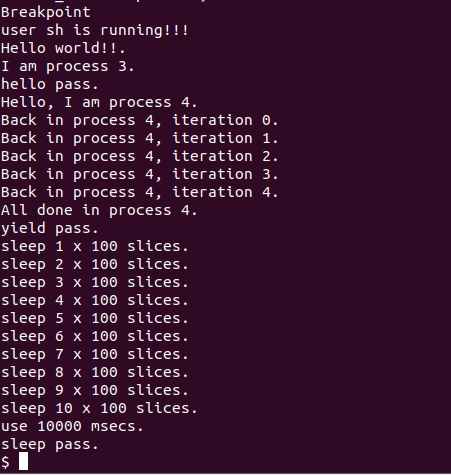 Breakpoint
user sh is running!!!
Hello world!!.
I am process 3.
hello pass.
Hello, I am process 4.
Back in process 4, iteration 0.
Back in process 4, iteration 1.
Back in process 4, iteration 2.
Back in process 4, iteration 3.
Back in process 4, iteration 4.
All done in process 4.
yield pass.
sleep 1 x 100 slices.
sleep 2 x 100 slices.
sleep 3 x 100 slices.
sleep 4 x 100 slices.
sleep 5 x 100 slices.
sleep 6 x 100 slices.
sleep 7 x 100 slices.
sleep 8 x 100 slices.
sleep 9 x 100 slices.
sleep 10 x 100 slices.
use 10000 msecs.
sleep pass.
$